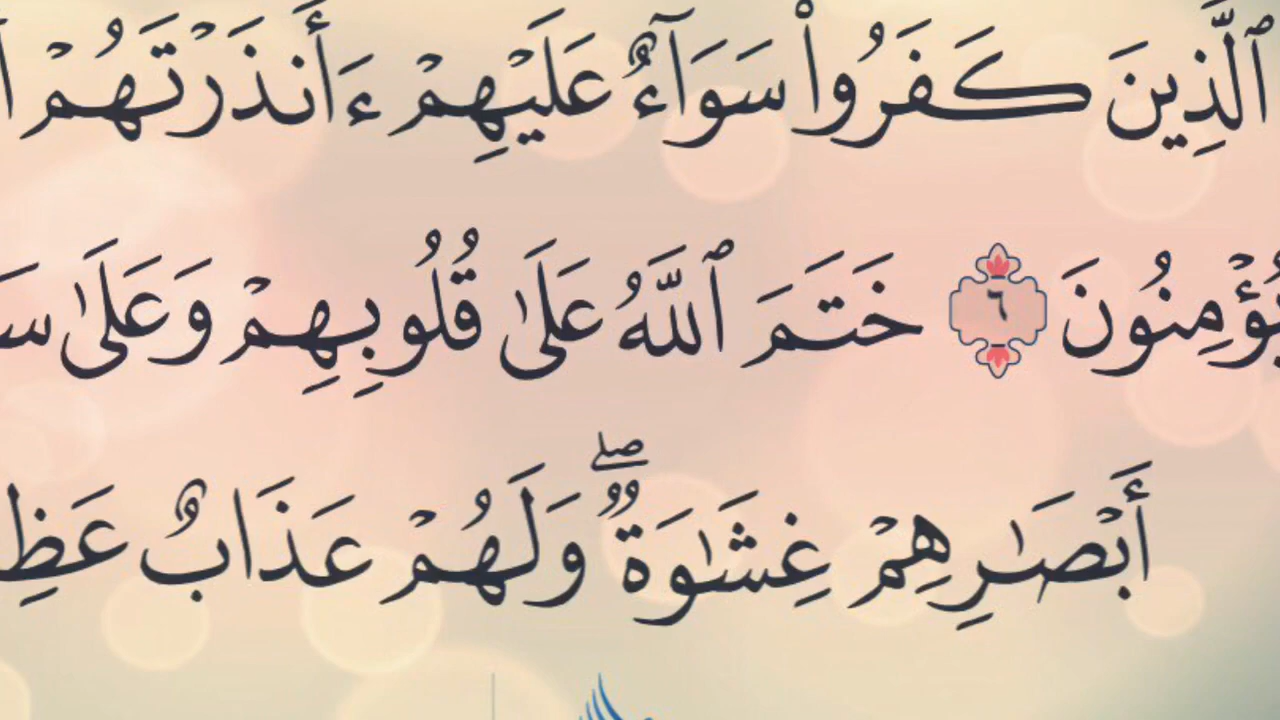 ٱلَّذِينَ كَفَرُوا۟ سَوَآءٌ عَلَيْهِمْ ءَأَنذَرْتَهُمْ
يُؤْمِنُونَ ٦ خَتَمَ ٱللَّهُ عَلَىٰ قُلُوبِهِمْ وَعَلَىٰ
أَبْصَـٰرِهِمْ غِشَـٰوَةٌ ۖ وَلَهُمْ عَذَابٌ